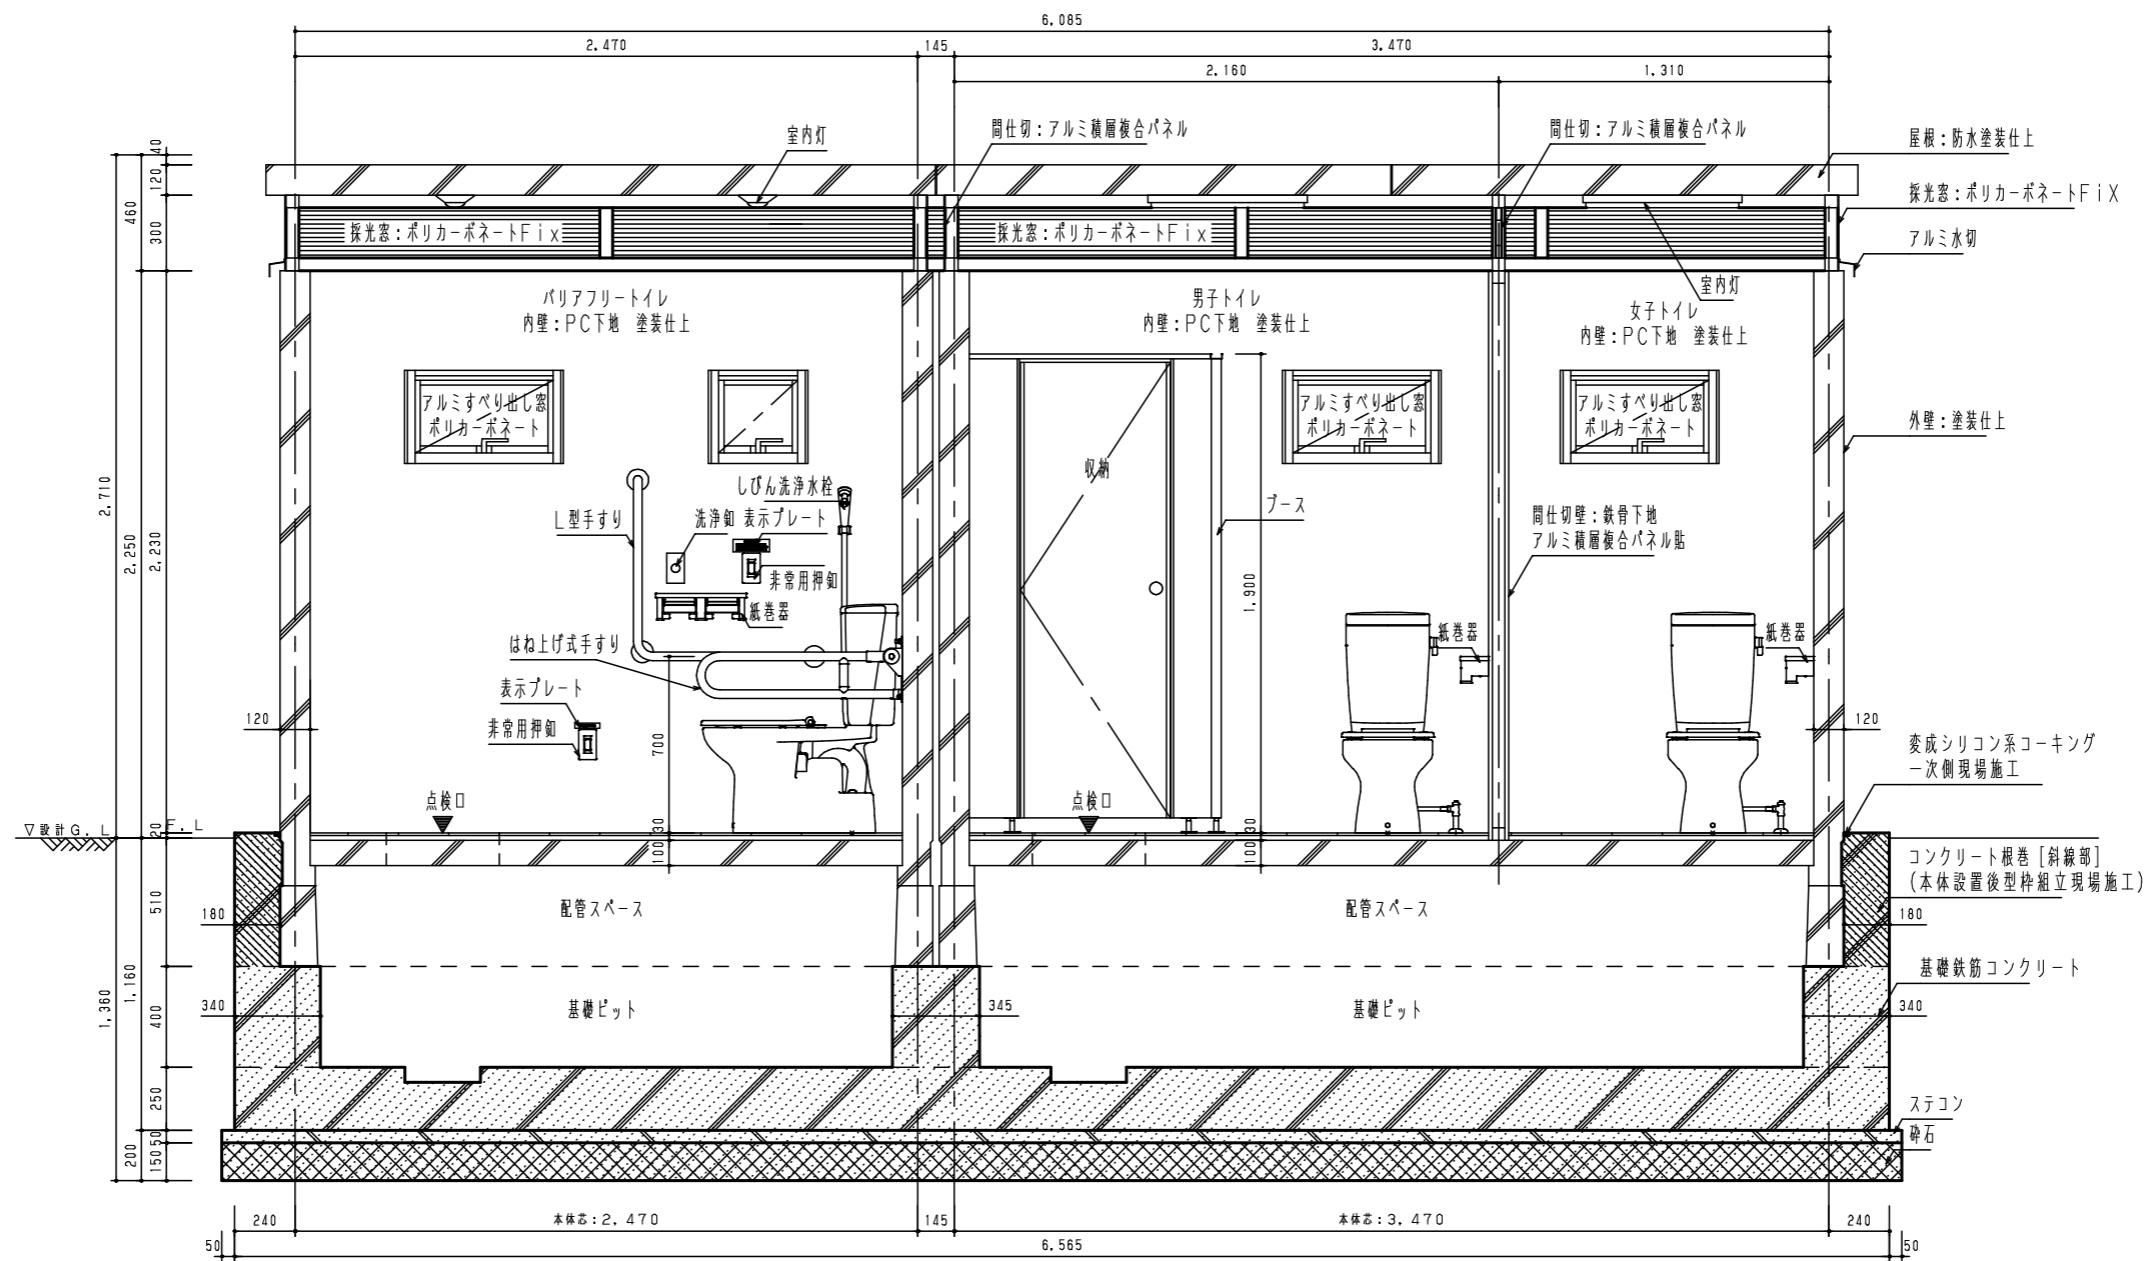 6,085
2,470
145
3,470
2,160
1,310
室内灯
間仕切：アルミ積層複合パネル
間仕切：アルミ積層複合パネル
屋根：防水塗装仕上
採光窓：ポリカーボネートFiX
アルミ水切
40
120
460
300
採光窓：ポリカーボネートFix
採光窓：ポリカーボネートFix
バリアフリートイレ
内壁：PC下地 塗装仕上
男子トイレ
内壁：PC下地 塗装仕上
室内灯
女子トイレ
内壁：PC下地 塗装仕上
アルミすべり出し窓
ポリカーボネート
アルミすべり出し窓
ポリカーボネート
アルミすべり出し窓
ポリカーボネート
外壁：塗装仕上
収納
しびん洗浄水栓
L型手すり
洗浄釦
表示プレート
ブース
間仕切壁：鉄骨下地
アルミ積層複合パネル貼
2,710
2,250
2,230
非常用押釦
紙巻器
1,900
はね上げ式手すり
紙巻器
紙巻器
表示プレート
非常用押釦
120
700
120
変成シリコン系コーキング
一次側現場施工
点検口
点検口
▽設計G.L
F.L
20
30
100
30
100
コンクリート根巻[斜線部]
(本体設置後型枠組立現場施工)
510
180
配管スペース
配管スペース
180
1,360
1,160
400
基礎鉄筋コンクリート
340
基礎ピット
345
基礎ピット
340
250
ステコン
砕石
200
50
150
240
本体芯：2,470
145
本体芯：3,470
240
50
6,565
50